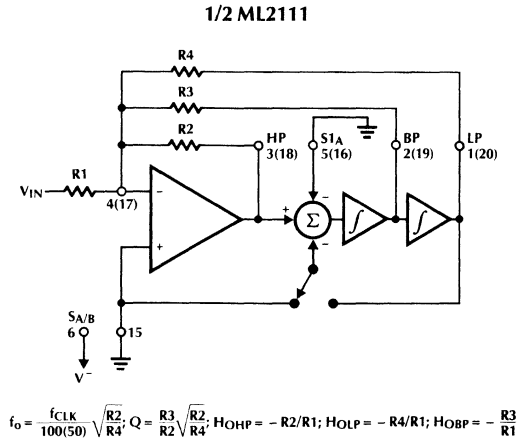 1/2 ML2111
R4
R3
R2
HP
3(18)
S1A
5(16)
BP
2(19)
LP
1(20)
R1
VIN
4(17)
−
+
+
Σ
−
−
∫
∫
SA/B
6
15
V−
fo = fCLK/100(50) √(R2/R4); Q = R3/R2 √(R2/R4); HOHP = − R2/R1; HOLP = − R4/R1; HOBP = − R3/R1